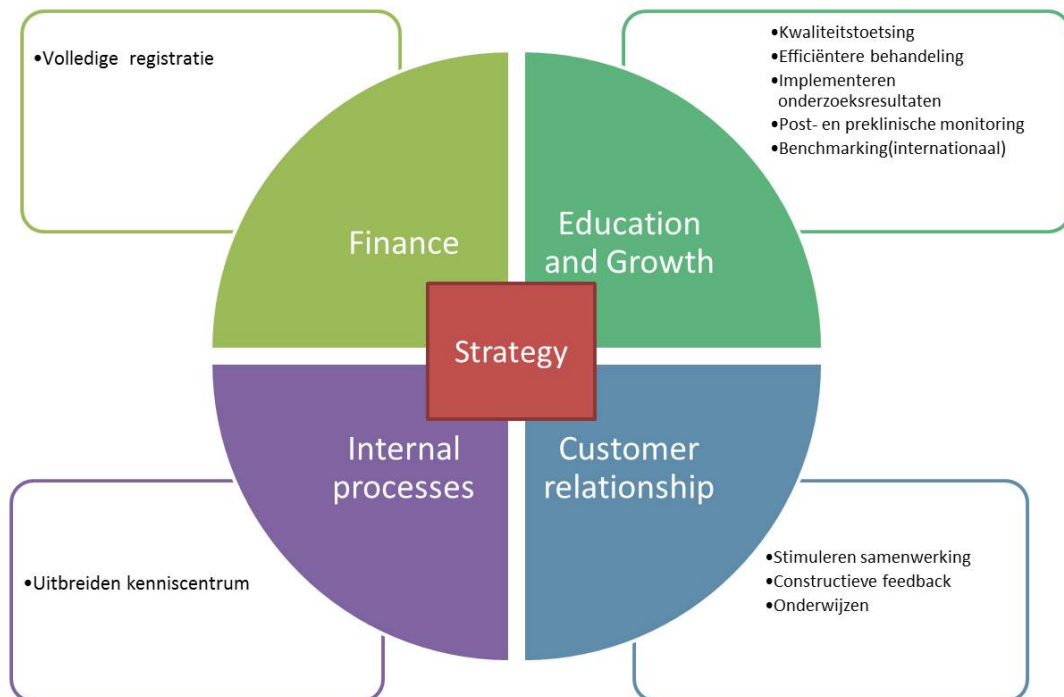 •Volledige registratie
•Kwaliteitstoetsing
•Efficiëntere behandeling
•Implementeren
onderzoeksresultaten
•Post- en preklinische monitoring
•Benchmarking(internationaal)
Finance
Education
and Growth
Strategy
Internal
processes
Customer
relationship
•Uitbreiden kenniscentrum
•Stimuleren samenwerking
•Constructieve feedback
•Onderwijzen